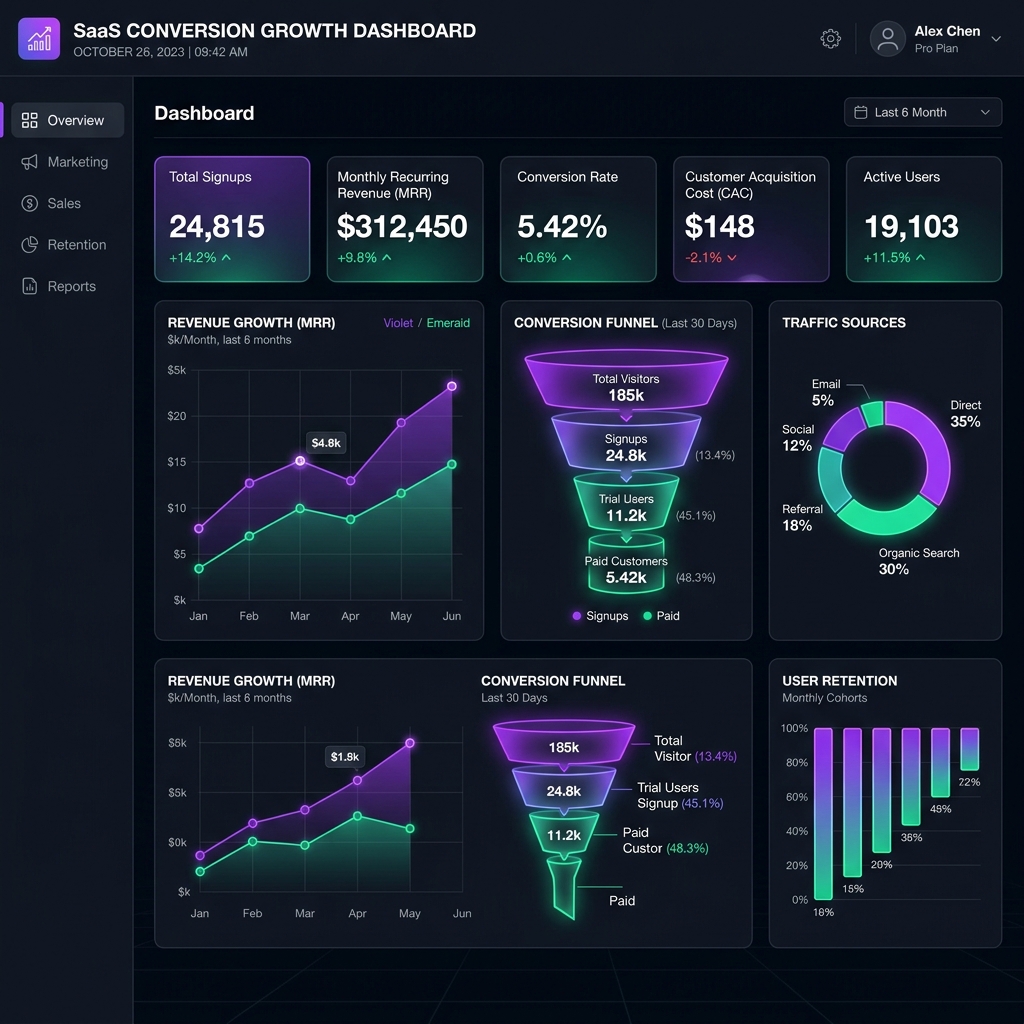 SaaS CONVERSION GROWTH DASHBOARD
OCTOBER 26, 2023 | 09:42 AM
Alex Chen
Pro Plan
Overview
Marketing
Sales
Retention
Reports
Dashboard
Last 6 Month
Total Signups
24,815
+14.2%
Monthly Recurring
Revenue (MRR)
$312,450
+9.8%
Conversion Rate
5.42%
+0.6%
Customer Acquisition
Cost (CAC)
$148
-2.1%
Active Users
19,103
+11.5%
REVENUE GROWTH (MRR)
Violet / Emeraid
$k/Month, last 6 months
$5k
$20
$15
$10
$5
$k
$4.8k
Jan Feb Mar Apr May Jun
CONVERSION FUNNEL (Last 30 Days)
Total Visitors
185k
Signups
24.8k
(13.4%)
Trial Users
11.2k
(45.1%)
Paid Customers
5.42k
(48.3%)
Signups Paid
TRAFFIC SOURCES
Email
5%
Direct
35%
Social
12%
Referral
18%
Organic Search
30%
REVENUE GROWTH (MRR)
$k/Month, last 6 months
$5k
$0k
$k
$1.8k
Jan Feb Mar Apr May Jun
CONVERSION FUNNEL
Last 30 Days
185k
Total
Visitor (13.4%)
24.8k
Trial Users
Signup (45.1%)
11.2k
Paid
Custor (48.3%)
Paid
USER RETENTION
Monthly Cohorts
100%
80%
60%
40%
20%
0%
22%